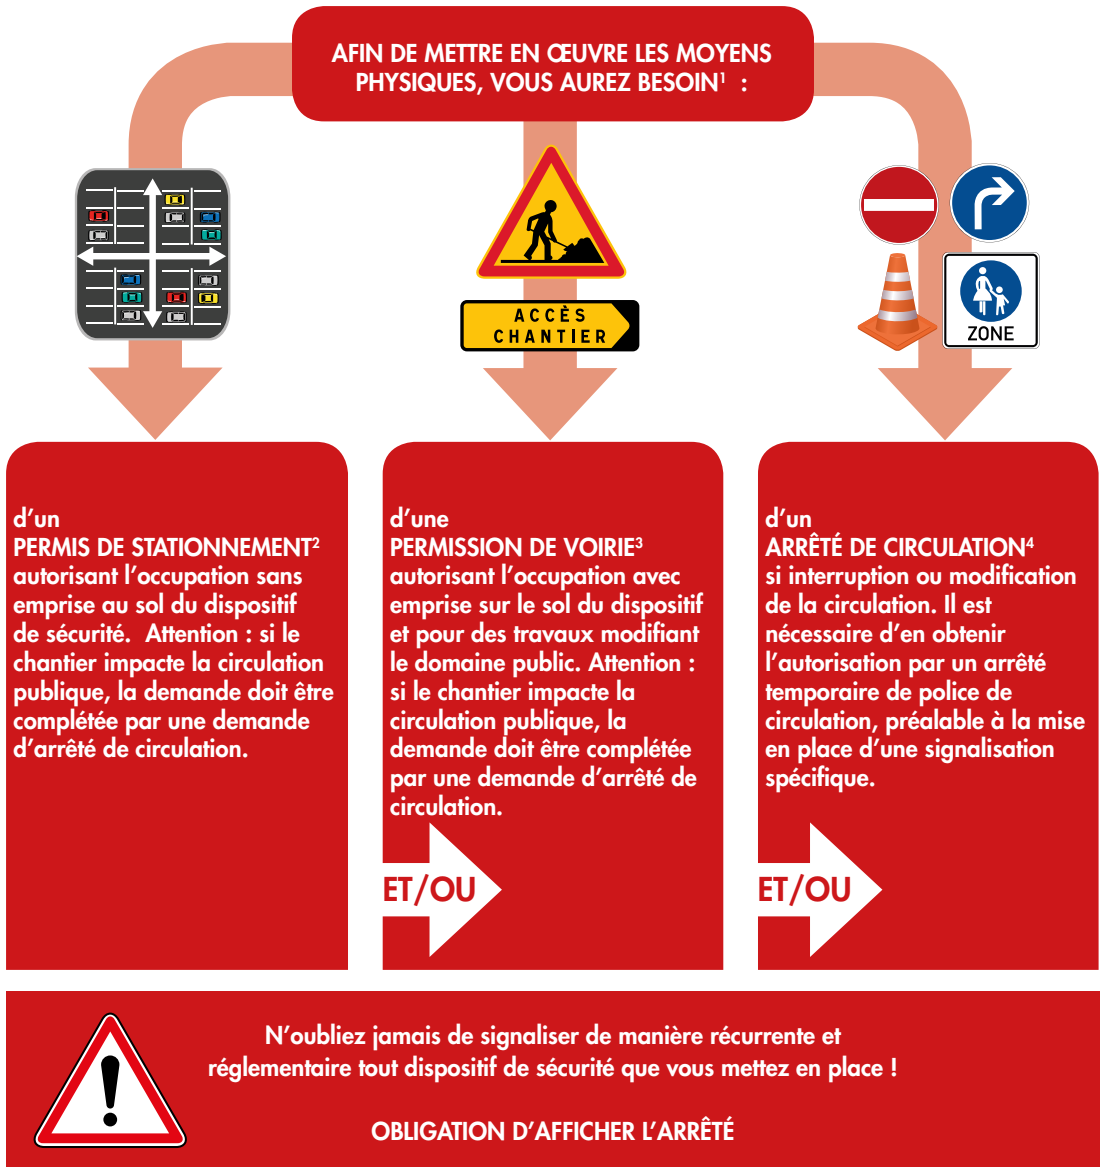 AFIN DE METTRE EN ŒUVRE LES MOYENS
PHYSIQUES, VOUS AUREZ BESOIN¹ :
ACCÈS
CHANTIER
ZONE
d’un
PERMIS DE STATIONNEMENT²
autorisant l’occupation sans
emprise au sol du dispositif
de sécurité. Attention : si le
chantier impacte la circulation
publique, la demande doit être
complétée par une demande
d’arrêté de circulation.
d’une
PERMISSION DE VOIRIE³
autorisant l’occupation avec
emprise sur le sol du dispositif
et pour des travaux modifiant
le domaine public. Attention :
si le chantier impacte la
circulation publique, la
demande doit être complétée
par une demande d’arrêté de
circulation.
ET/OU
d’un
ARRÊTÉ DE CIRCULATION⁴
si interruption ou modification
de la circulation. Il est
nécessaire d’en obtenir
l’autorisation par un arrêté
temporaire de police de
circulation, préalable à la mise
en place d’une signalisation
spécifique.
ET/OU
N’oubliez jamais de signaliser de manière récurrente et
réglementaire tout dispositif de sécurité que vous mettez en place !
OBLIGATION D’AFFICHER L’ARRÊTÉ